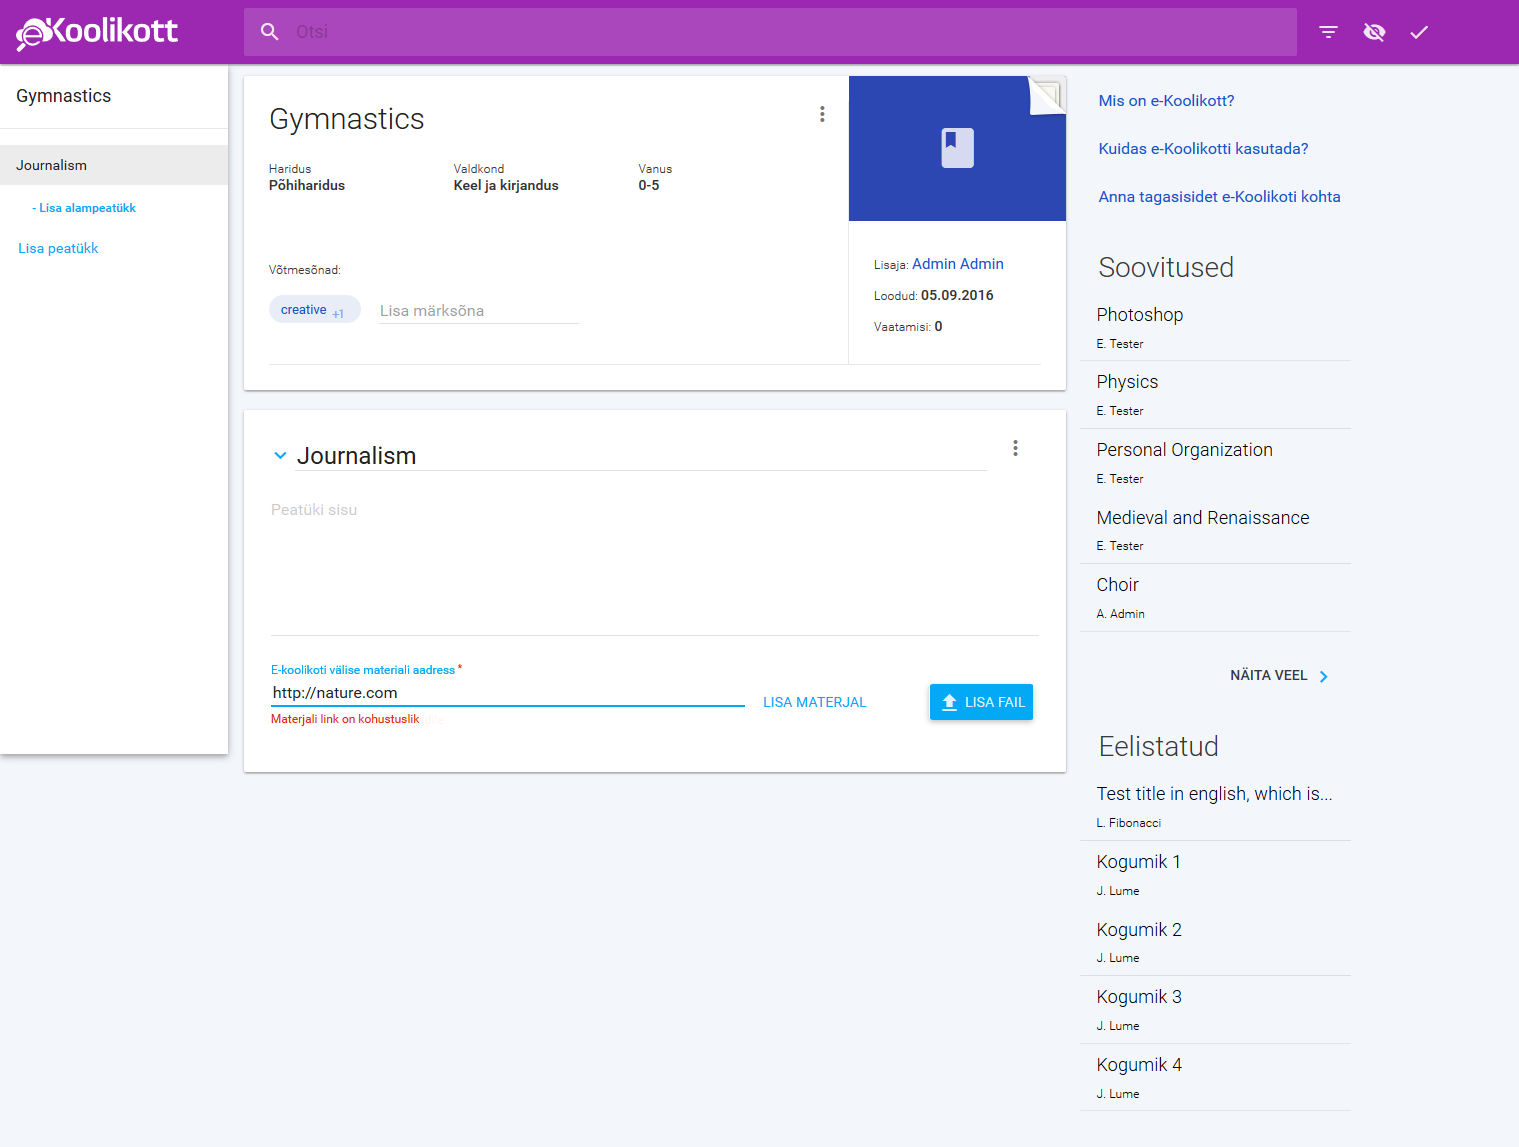 eKoolikott
Otsi
Gymnastics
Journalism
- Lisa alampeatükk
Lisa peatükk
Gymnastics
Haridus
Põhiharidus
Valdkond
Keel ja kirjandus
Vanus
0-5
Võtmesõnad:
creative +1
Lisa märksõna
Lisaja: Admin Admin
Loodud: 05.09.2016
Vaatamisi: 0
Journalism
Peatüki sisu
E-koolikoti välise materiali aadress *
http://nature.com
Materjali link on kohustuslik
LISA MATERJAL
LISA FAIL
Mis on e-Koolikott?
Kuidas e-Koolikotti kasutada?
Anna tagasisidet e-Koolikoti kohta
Soovitused
Photoshop
E. Tester
Physics
E. Tester
Personal Organization
E. Tester
Medieval and Renaissance
E. Tester
Choir
A. Admin
NÄITA VEEL
Eelistatud
Test title in english, which is...
L. Fibonacci
Kogumik 1
J. Lume
Kogumik 2
J. Lume
Kogumik 3
J. Lume
Kogumik 4
J. Lume